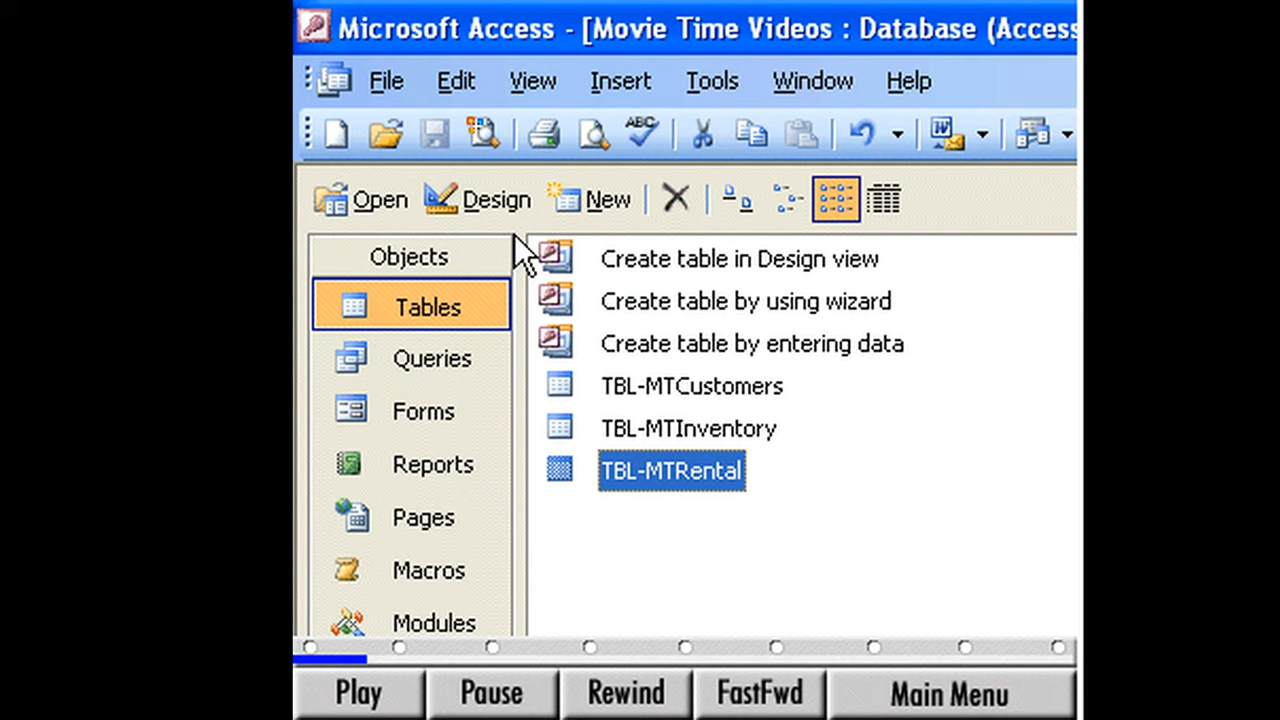 Microsoft Access - [Movie Time Videos : Database (Access
File Edit View Insert Tools Window Help
ABC
W
Open Design New
Objects
Tables
Queries
Forms
Reports
Pages
Macros
Modules
Create table in Design view
Create table by using wizard
Create table by entering data
TBL-MTCustomers
TBL-MTInventory
TBL-MTRental
Play Pause Rewind FastFwd Main Menu